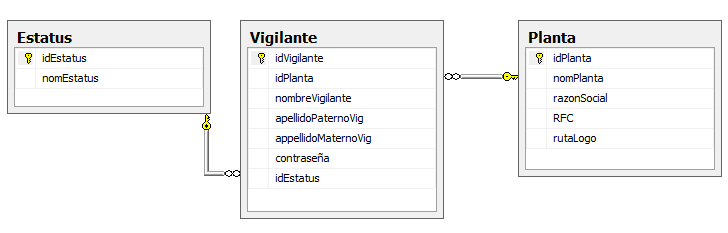 Estatus
idEstatus
nomEstatus
Vigilante
idVigilante
idPlanta
nombreVigilante
apellidoPaternoVig
appellidoMaternoVig
contraseña
idEstatus
Planta
idPlanta
nomPlanta
razonSocial
RFC
rutaLogo